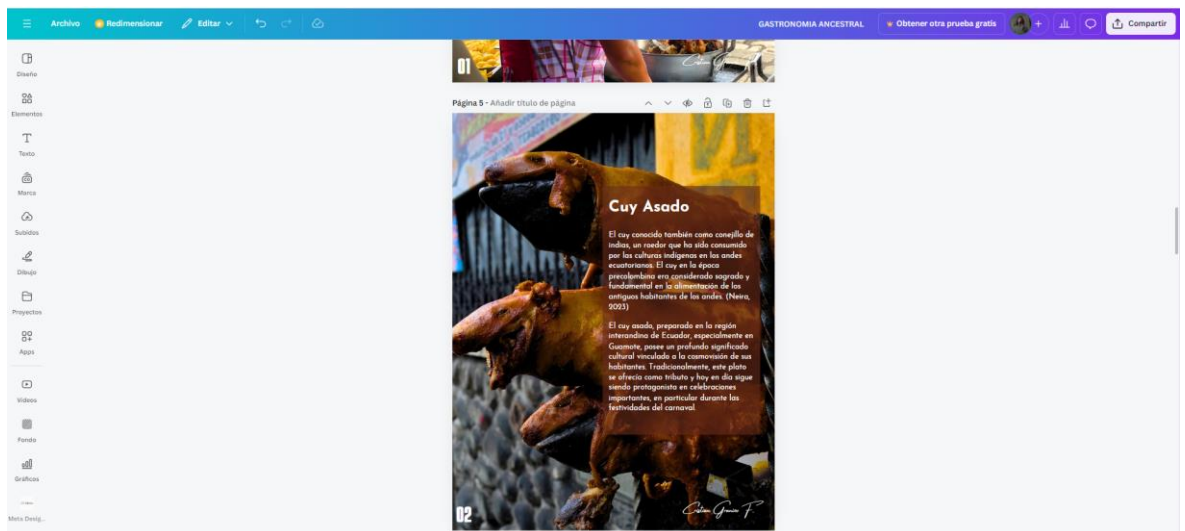 Archivo
Redimensionar
Editar
GASTRONOMIA ANCESTRAL
Obtener otra prueba gratis
Compartir
Diseño
Elementos
Texto
Marca
Subidos
Dibujo
Proyectos
Apps
Videos
Fondo
Gráficos
Meta Desig...
01
Página 5 - Añadir título de página
Cuy Asado
El cuy conocido también como conejillo de
indias, un roedor que ha sido consumido
por las culturas indígenas en los andes
ecuatorianos. El cuy en la época
precolombina era considerado sagrado y
fundamental en la alimentación de los
antiguos habitantes de los andes. (Neira,
2023)
El cuy asado, preparado en la región
interandina de Ecuador, especialmente en
Guamote, posee un profundo significado
cultural vinculado a la cosmovisión de sus
habitantes. Tradicionalmente, este plato
se ofrecía como tributo y hoy en día sigue
siendo protagonista en celebraciones
importantes, en particular durante las
festividades del carnaval.
02